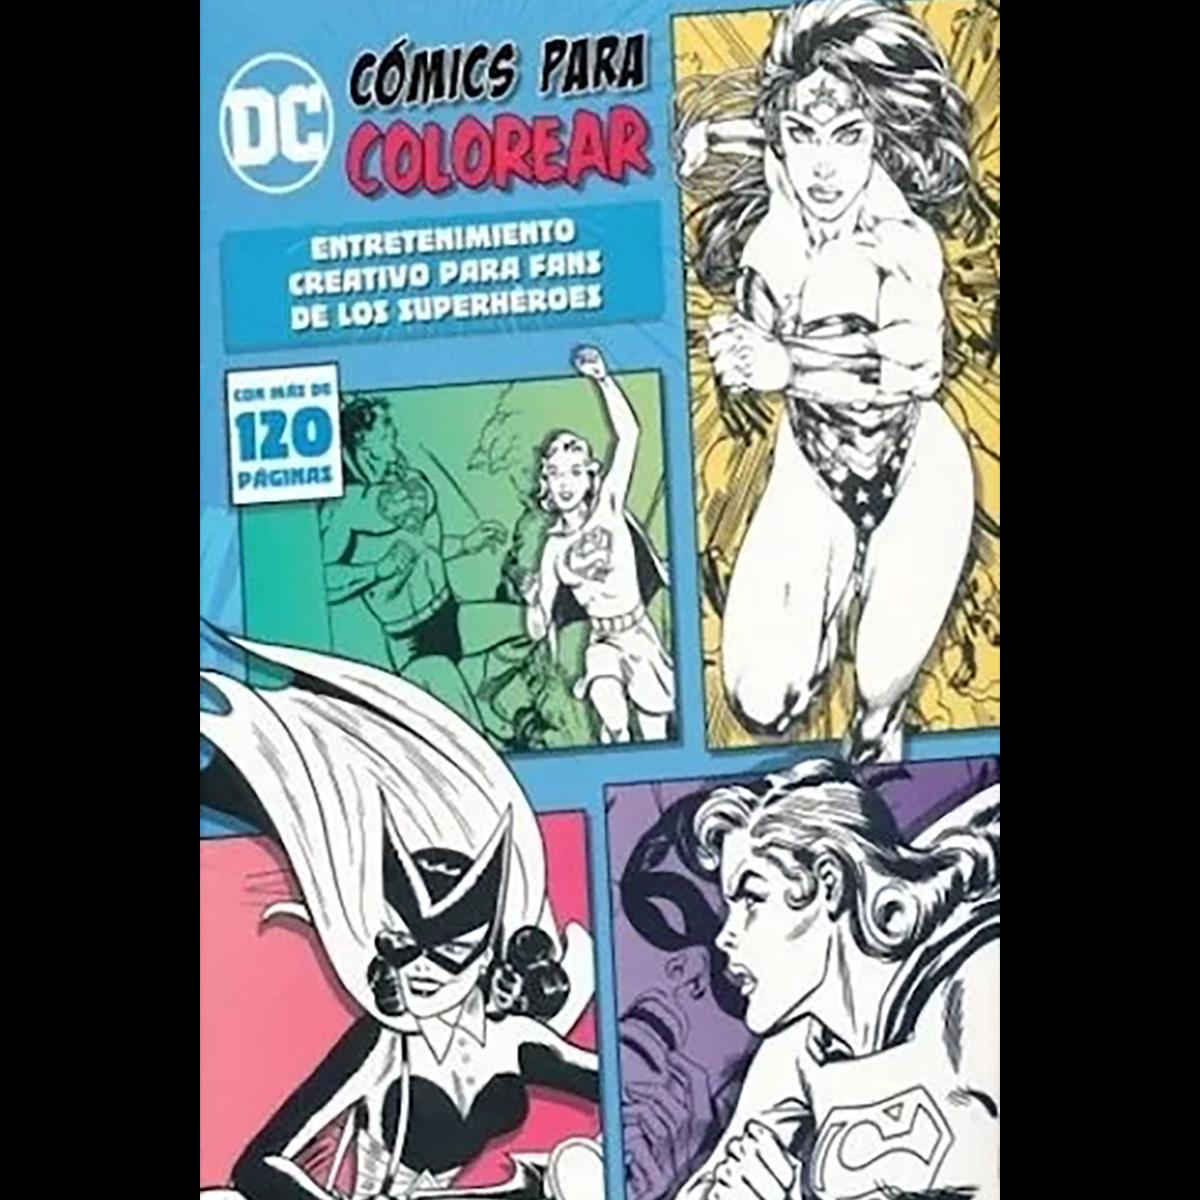 DC
CÓMICS PARA
COLOREAR
ENTRETENIMIENTO
CREATIVO PARA FANS
DE LOS SUPERHÉROES
CON MÁS DE
120
PÁGINAS